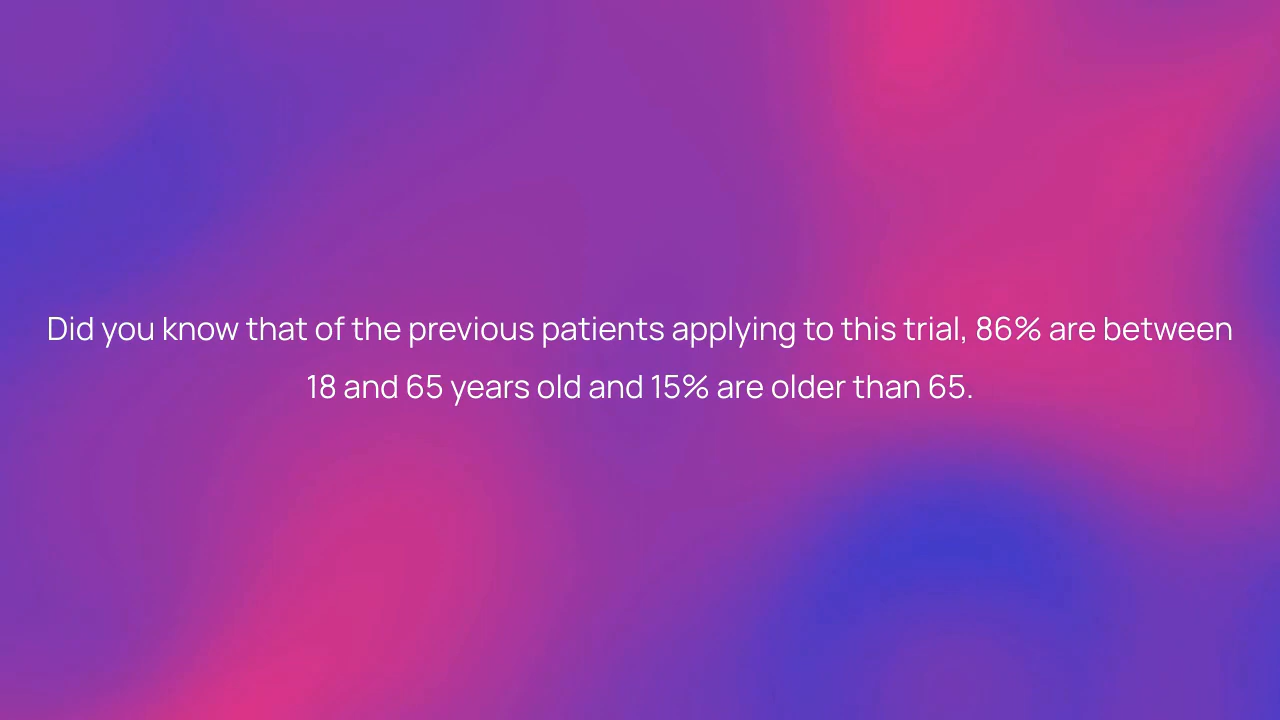 Did you know that of the previous patients applying to this trial, 86% are between
18 and 65 years old and 15% are older than 65.